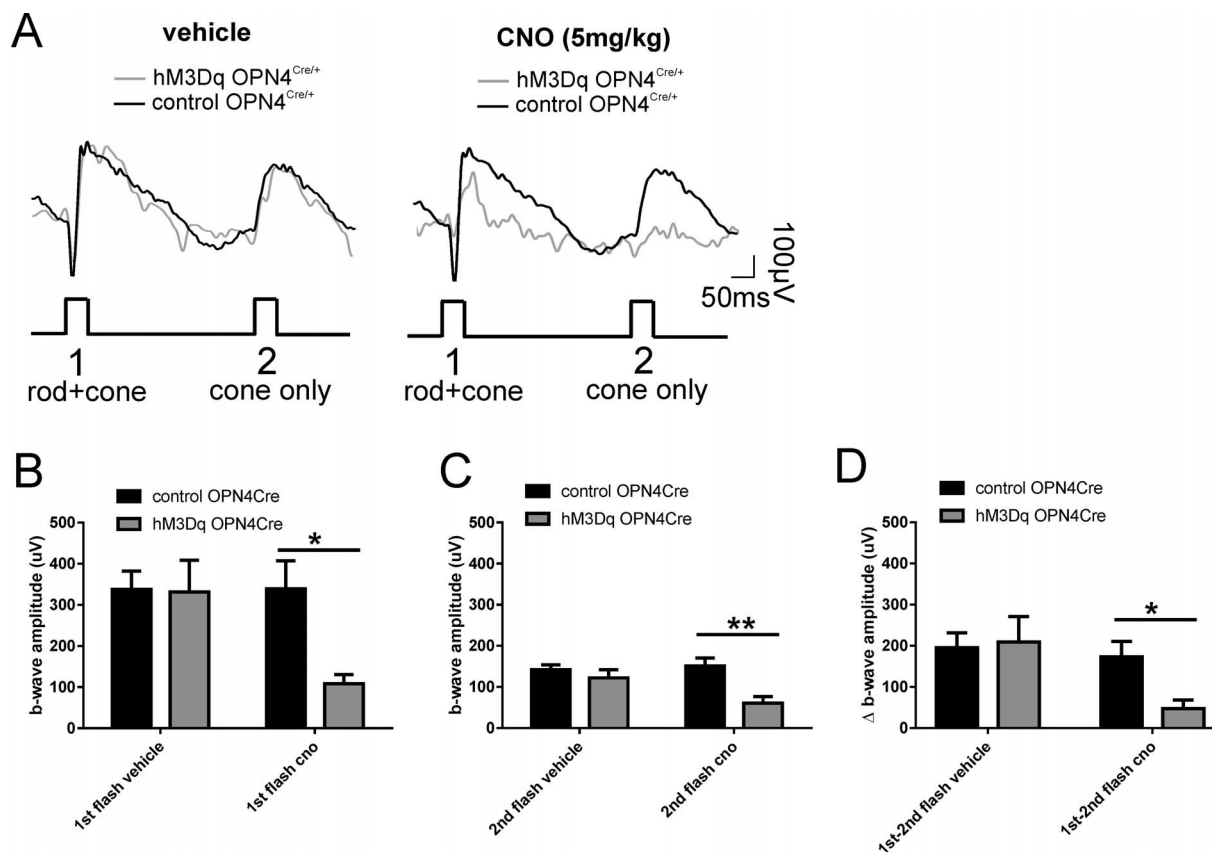 A
vehicle
hM3Dq OPN4Cre/+
control OPN4Cre/+
CNO (5mg/kg)
hM3Dq OPN4Cre/+
control OPN4Cre/+
100µV
50ms
1
rod+cone
2
cone only
1
rod+cone
2
cone only
B
control OPN4Cre
hM3Dq OPN4Cre
b-wave amplitude (uV)
500
400
300
200
100
0
*
1st flash vehicle
1st flash cno
C
control OPN4Cre
hM3Dq OPN4Cre
b-wave amplitude (uV)
500
400
300
200
100
0
**
2nd flash vehicle
2nd flash cno
D
control OPN4Cre
hM3Dq OPN4Cre
Δ b-wave amplitude (uV)
500
400
300
200
100
0
*
1st-2nd flash vehicle
1st-2nd flash cno